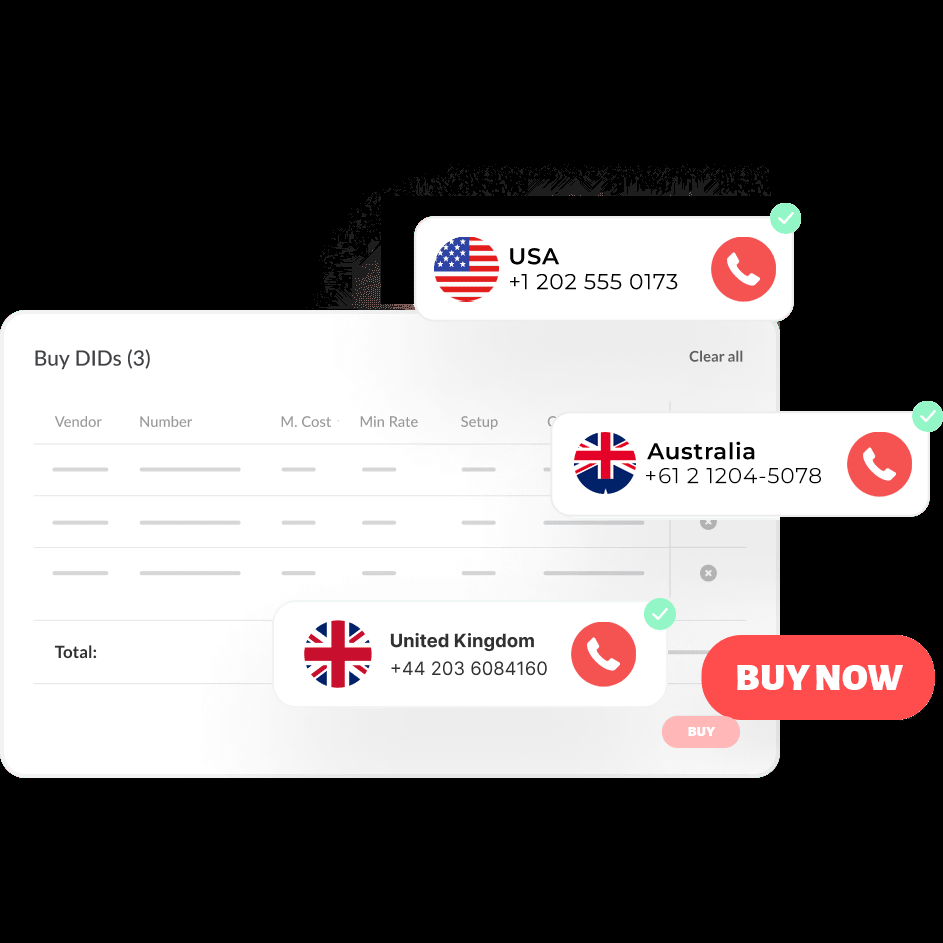 USA
+1 202 555 0173
Buy DIDs (3)
Clear all
Vendor Number M. Cost Min Rate Setup
Australia
+61 2 1204-5078
United Kingdom
+44 203 6084160
Total:
BUY NOW
BUY